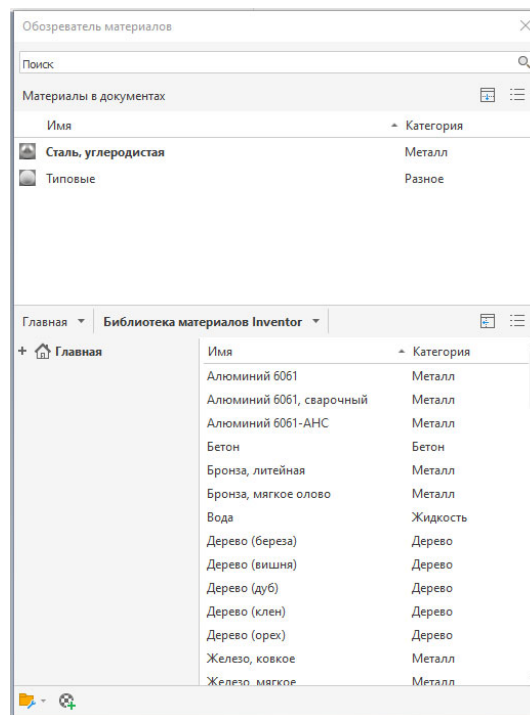 Обозреватель материалов
Поиск
Материалы в документах
Имя Категория
Сталь, углеродистая Металл
Типовые Разное
Главная Библиотека материалов Inventor
Главная
Имя Категория
Алюминий 6061 Металл
Алюминий 6061, сварочный Металл
Алюминий 6061-АНС Металл
Бетон Бетон
Бронза, литейная Металл
Бронза, мягкое олово Металл
Вода Жидкость
Дерево (береза) Дерево
Дерево (вишня) Дерево
Дерево (дуб) Дерево
Дерево (клен) Дерево
Дерево (орех) Дерево
Железо, ковкое Металл
Железо, мягкое Металл